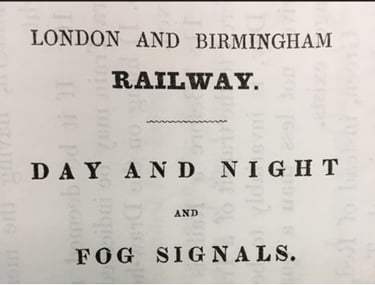 LONDON AND BIRMINGHAM
RAILWAY.
DAY AND NIGHT
AND
FOG SIGNALS.